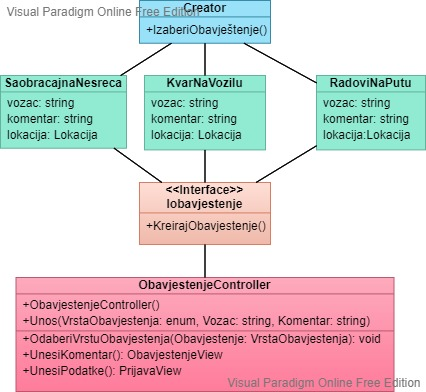 Visual Paradigm Online Free Edition
Creator
+IzaberiObavještenje()
SaobracajnaNesreca
vozac: string
komentar: string
lokacija: Lokacija
KvarNaVozilu
vozac: string
komentar: string
lokacija: Lokacija
RadoviNaPutu
vozac: string
komentar: string
lokacija:Lokacija
<<Interface>>
Iobavjestenje
+KreirajObavjestenje()
ObavjestenjeController
+ObavjestenjeController()
+Unos(VrstaObavjestenja: enum, Vozac: string, Komentar: string)
+OdaberiVrstuObavjestenja(Obavjestenje: VrstaObavjestenja): void
+UnesiKomentar(): ObavjestenjeView
+UnesiPodatke(): PrijavaView
Visual Paradigm Online Free Edition